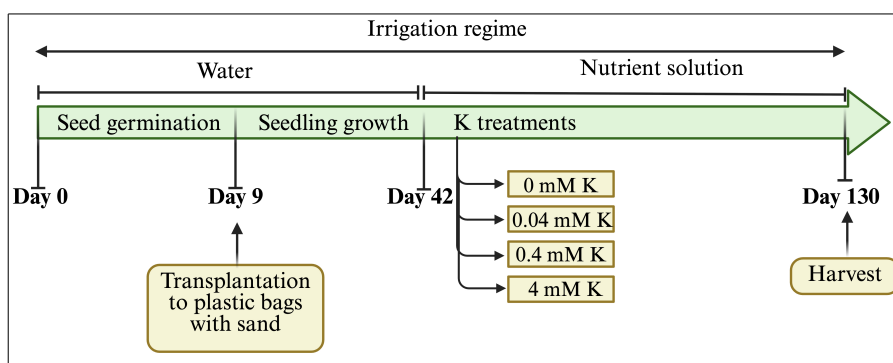 Irrigation regime
Water
Nutrient solution
Seed germination
Seedling growth
K treatments
Day 0
Day 9
Day 42
Day 130
0 mM K
0.04 mM K
0.4 mM K
4 mM K
Transplantation
to plastic bags
with sand
Harvest